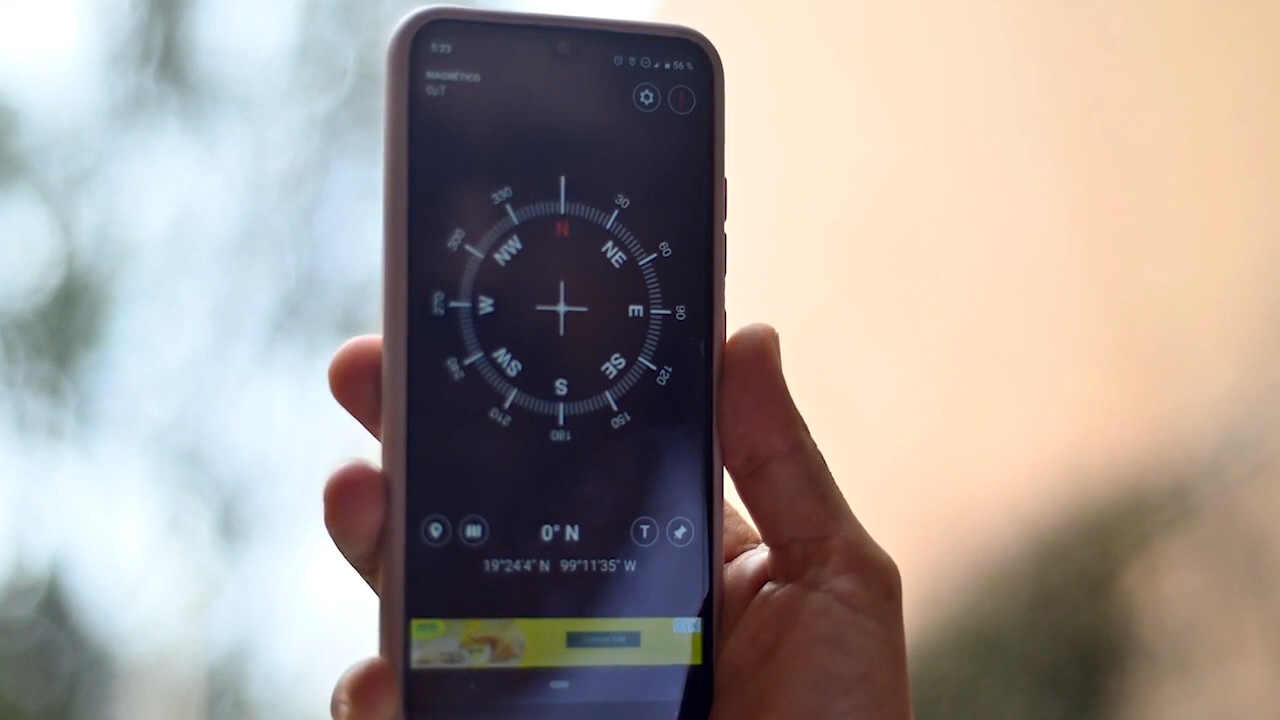 5:23
56 %
MAGNÉTICO
0µT
330
30
300
N
60
NW
NE
270
W
E
90
240
SW
SE
120
S
210
150
180
0° N
T
19°24'4" N 99°11'35" W